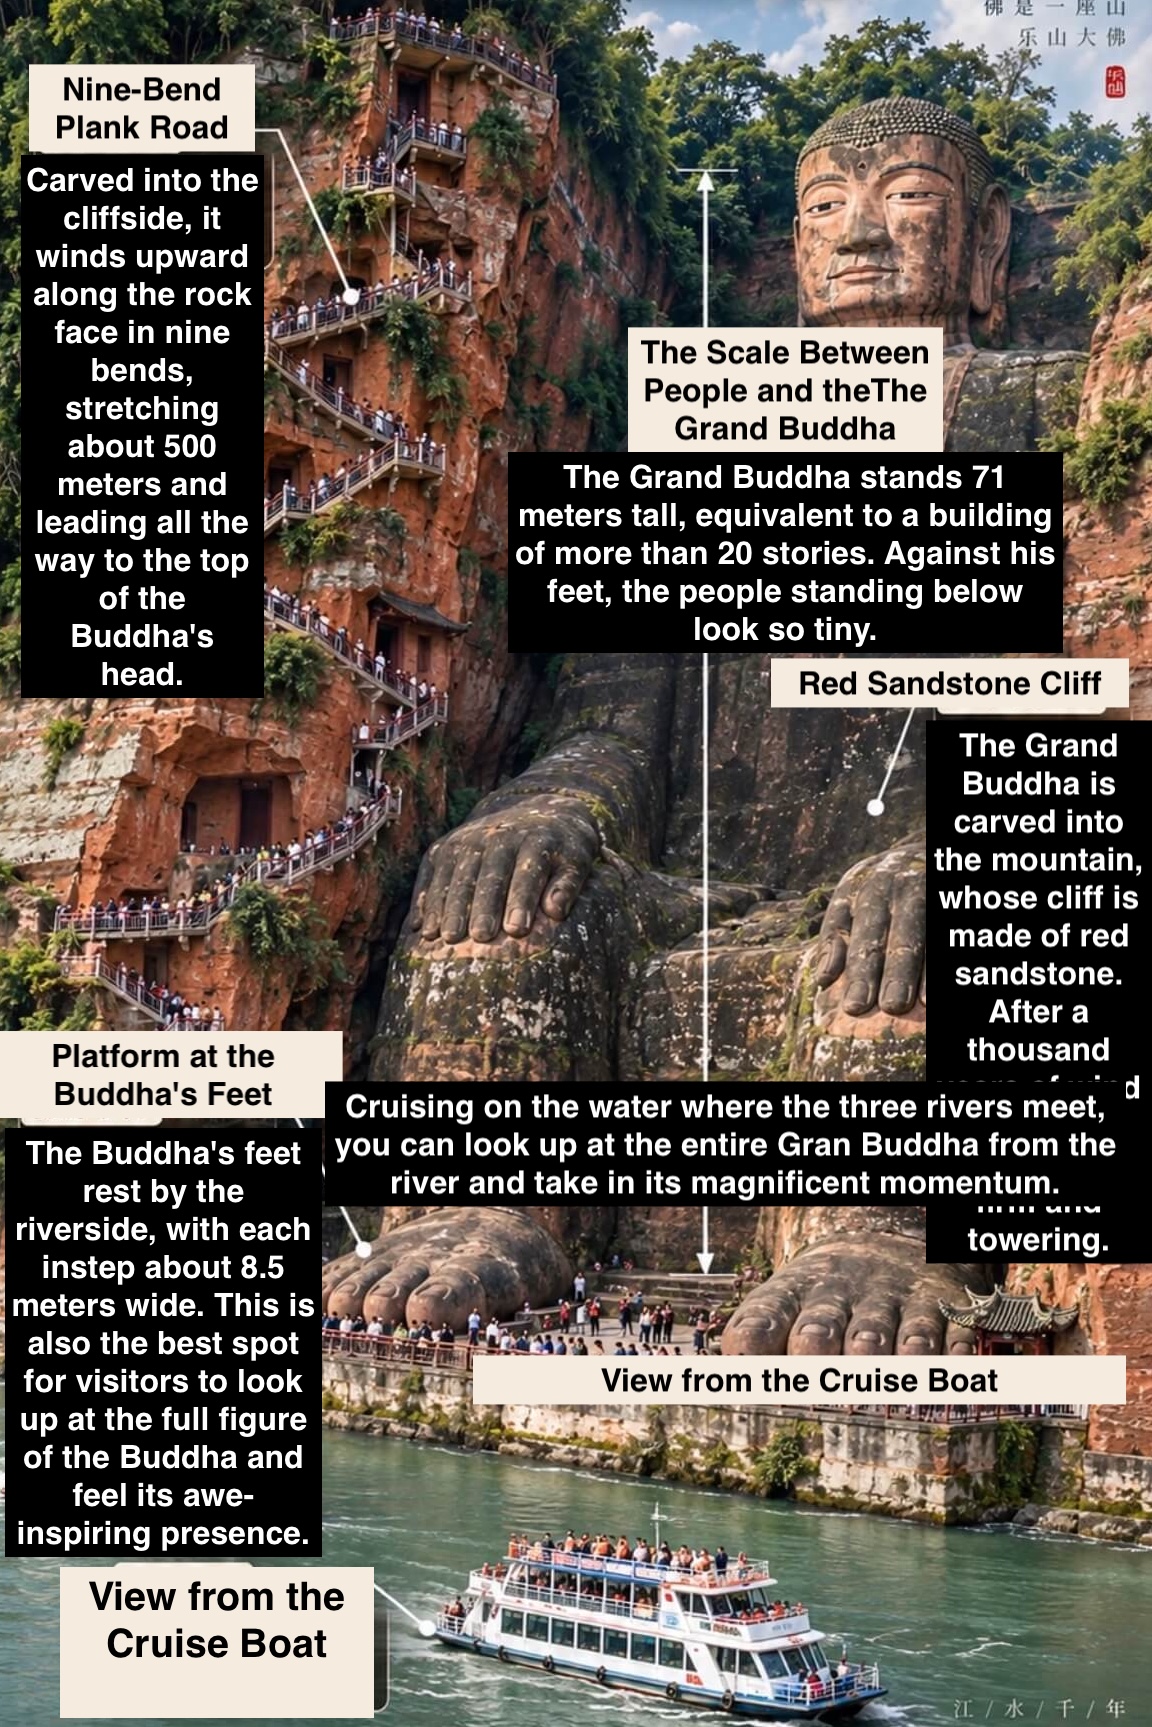 佛是一座山
乐山大佛
Nine-Bend
Plank Road
Carved into the
cliffside, it
winds upward
along the rock
face in nine
bends,
stretching
about 500
meters and
leading all the
way to the top
of the
Buddha's
head.
The Scale Between
People and theThe
Grand Buddha
The Grand Buddha stands 71
meters tall, equivalent to a building
of more than 20 stories. Against his
feet, the people standing below
look so tiny.
Red Sandstone Cliff
The Grand
Buddha is
carved into
the mountain,
whose cliff is
made of red
sandstone.
After a
thousand
years of wind
firm and
towering.
Platform at the
Buddha's Feet
The Buddha's feet
rest by the
riverside, with each
instep about 8.5
meters wide. This is
also the best spot
for visitors to look
up at the full figure
of the Buddha and
feel its awe-
inspiring presence.
Cruising on the water where the three rivers meet,
you can look up at the entire Gran Buddha from the
river and take in its magnificent momentum.
View from the Cruise Boat
View from the
Cruise Boat
江/水/千/年